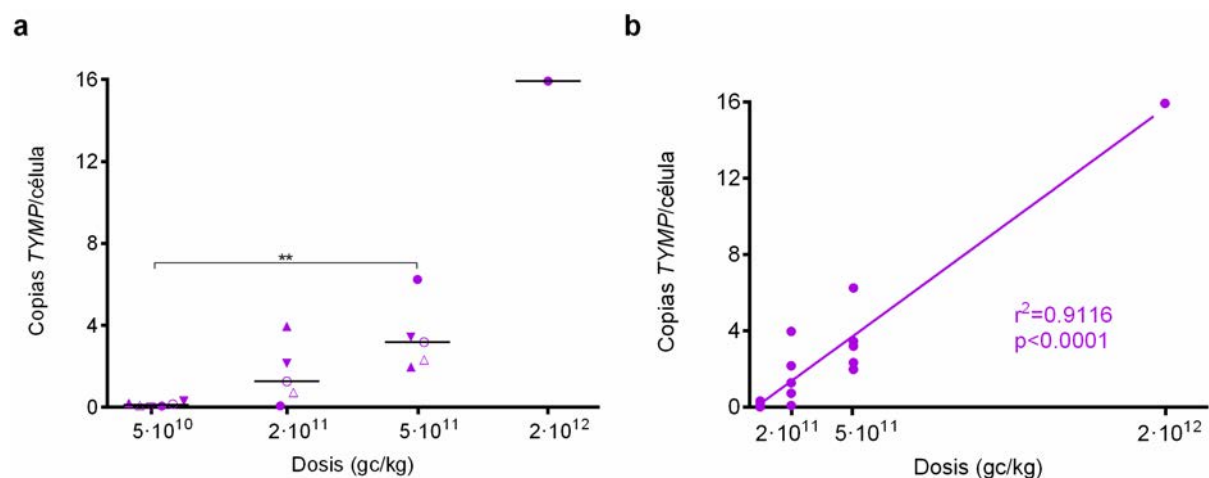 a
16
12
8
4
0
Copias TYMP/célula
**
5·10¹⁰
2·10¹¹
5·10¹¹
2·10¹²
Dosis (gc/kg)
b
16
12
8
4
0
Copias TYMP/célula
r²=0.9116
p<0.0001
2·10¹¹
5·10¹¹
2·10¹²
Dosis (gc/kg)